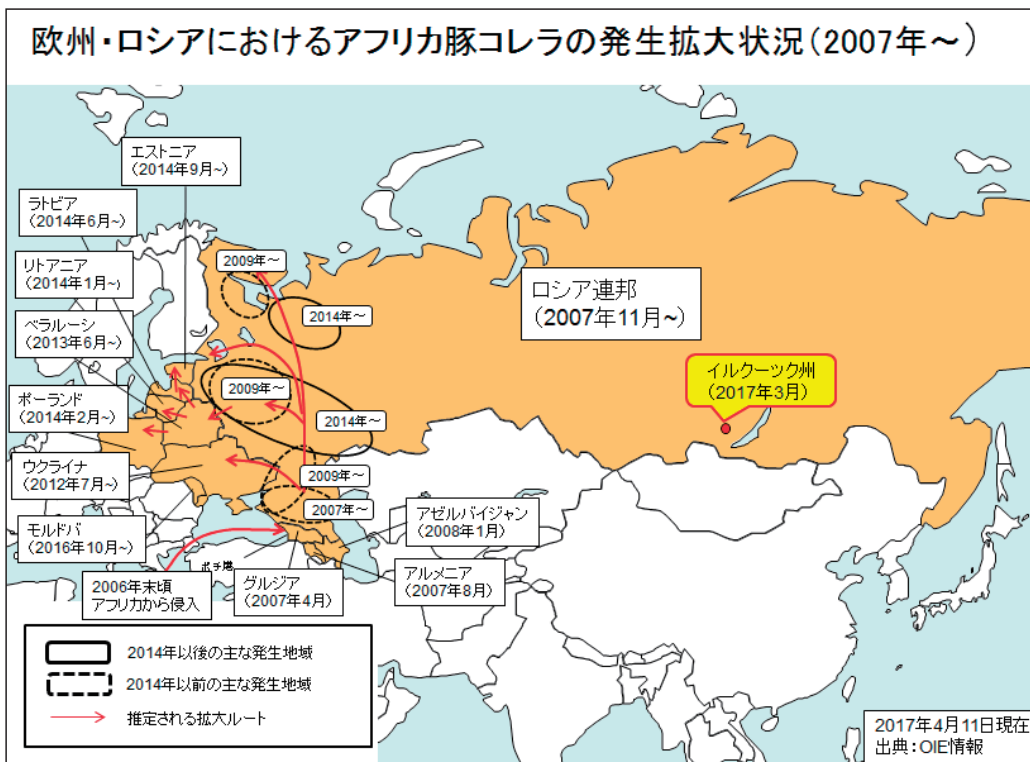 欧州・ロシアにおけるアフリカ豚コレラの発生拡大状況（2007年～）
エストニア
（2014年9月~）
ラトビア
（2014年6月~）
リトアニア
（2014年1月~）
ベラルーシ
（2013年6月~）
ポーランド
（2014年2月~）
ウクライナ
（2012年7月~）
モルドバ
（2016年10月~）
2009年～
2014年～
2009年～
2014年～
2009年～
2007年～
ロシア連邦
（2007年11月~）
イルクーツク州
（2017年3月）
アゼルバイジャン
（2008年1月）
アルメニア
（2007年8月）
グルジア
（2007年4月）
ポチ港
2006年末頃
アフリカから侵入
2014年以後の主な発生地域
2014年以前の主な発生地域
推定される拡大ルート
2017年4月11日現在
出典：OIE情報